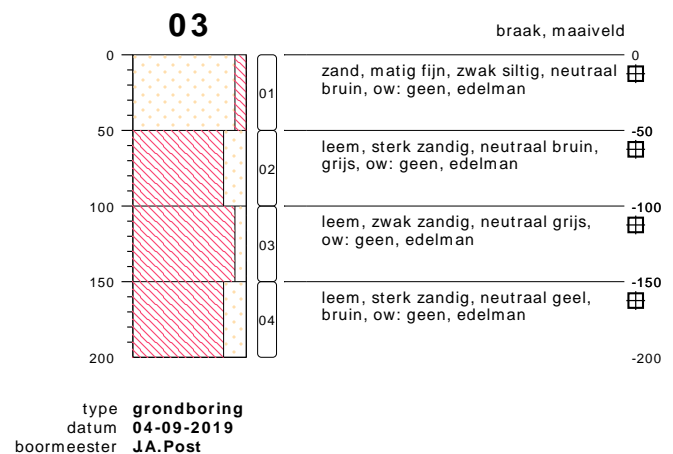 03
braak, maaiveld
0
0
zand, matig fijn, zwak siltig, neutraal
bruin, ow: geen, edelman
01
50
-50
leem, sterk zandig, neutraal bruin,
grijs, ow: geen, edelman
02
100
-100
leem, zwak zandig, neutraal grijs,
ow: geen, edelman
03
150
-150
leem, sterk zandig, neutraal geel,
bruin, ow: geen, edelman
04
200
-200
type grondboring
datum 04-09-2019
boormeester J.A.Post